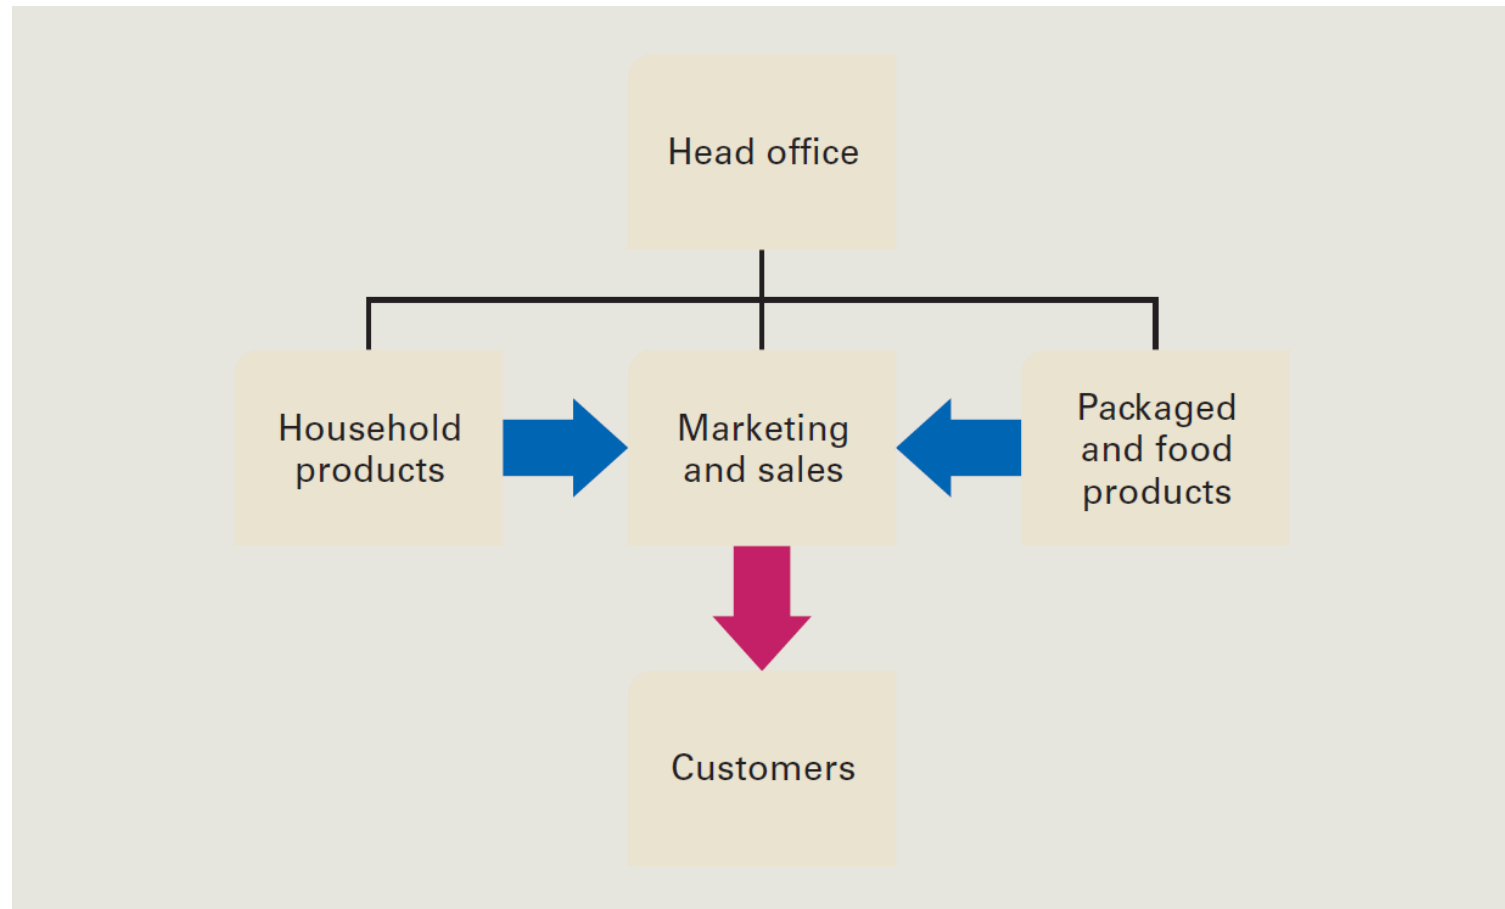 Head office
Household
products
Marketing
and sales
Packaged
and food
products
Customers